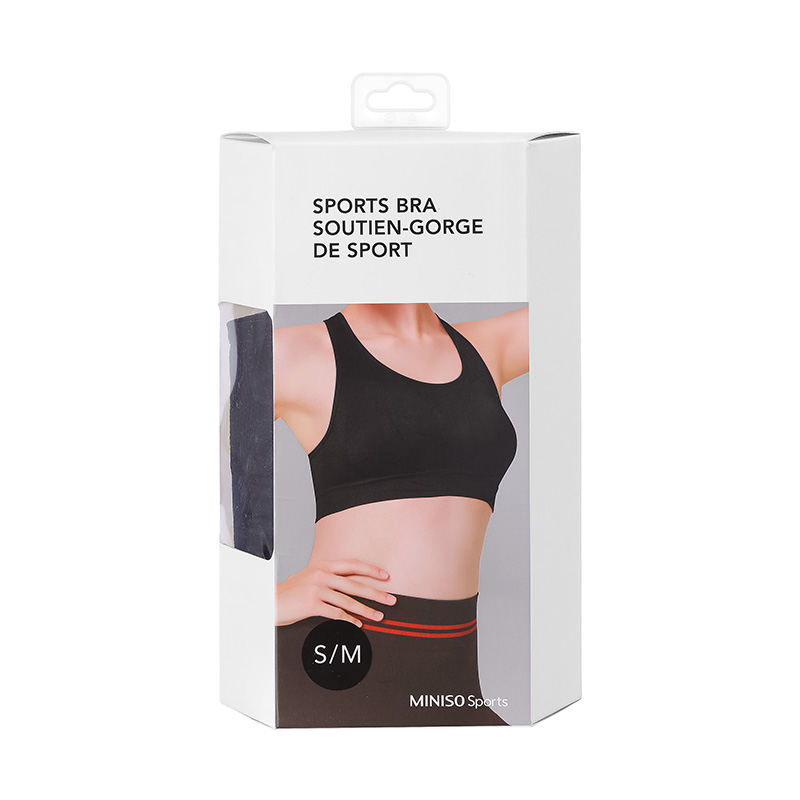 SPORTS BRA
SOUTIEN-GORGE
DE SPORT
S/M
MINISO Sports